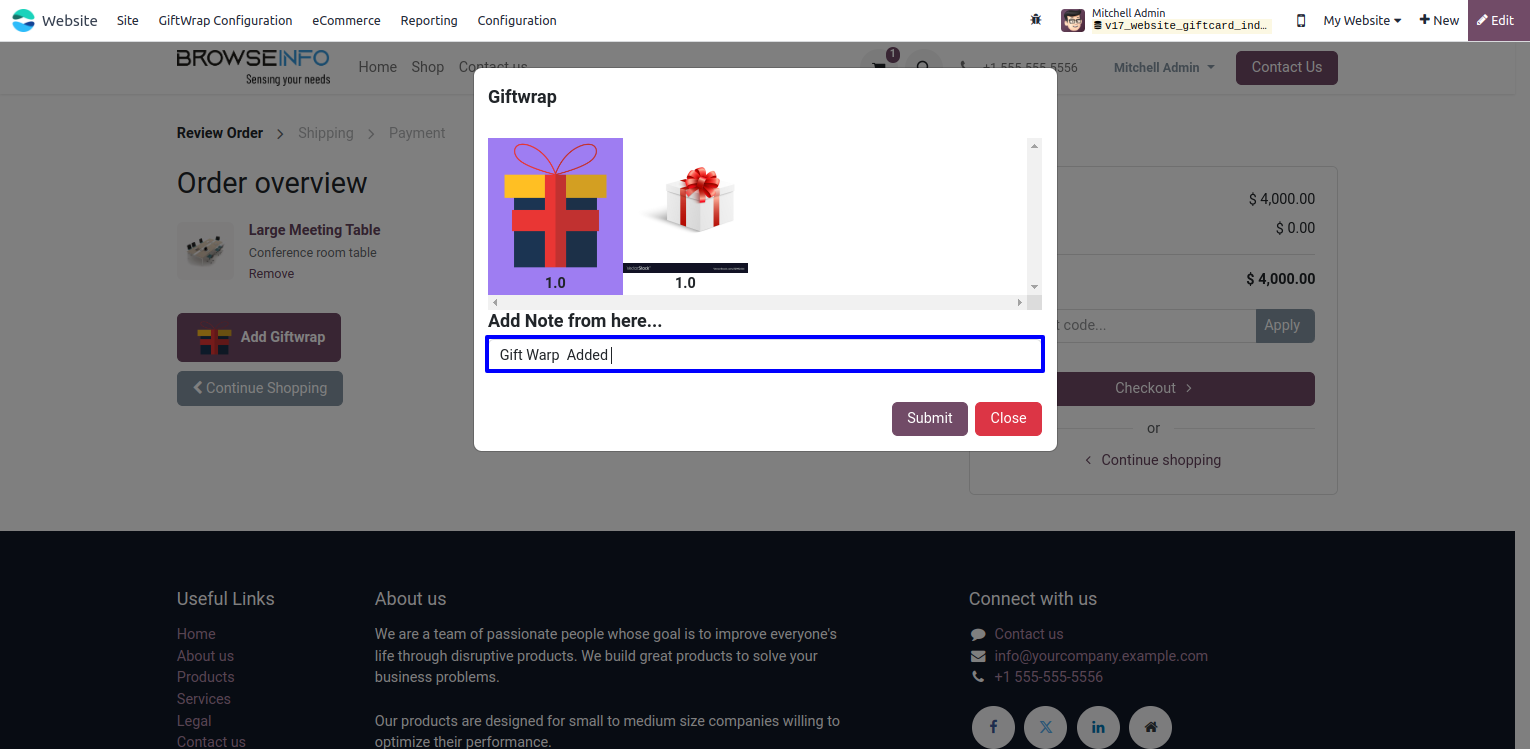 Website Site GiftWrap Configuration eCommerce Reporting Configuration Mitchell Admin My Website New Edit
v17_website_giftcard_ind...
BROWSEINFO
Sensing your needs
Home Shop Contact us 1 +1 555-555-5556 Mitchell Admin Contact Us
Giftwrap
Review Order Shipping Payment
Order overview
Large Meeting Table
Conference room table
Remove
Add Giftwrap
Continue Shopping
1.0 1.0
Add Note from here...
Gift Warp Added
Submit Close
$ 4,000.00
$ 0.00
$ 4,000.00
code... Apply
Checkout
or
Continue shopping
Useful Links
Home
About us
Products
Services
Legal
Contact us
About us
We are a team of passionate people whose goal is to improve everyone's
life through disruptive products. We build great products to solve your
business problems.
Our products are designed for small to medium size companies willing to
optimize their performance.
Connect with us
Contact us
info@yourcompany.example.com
+1 555-555-5556